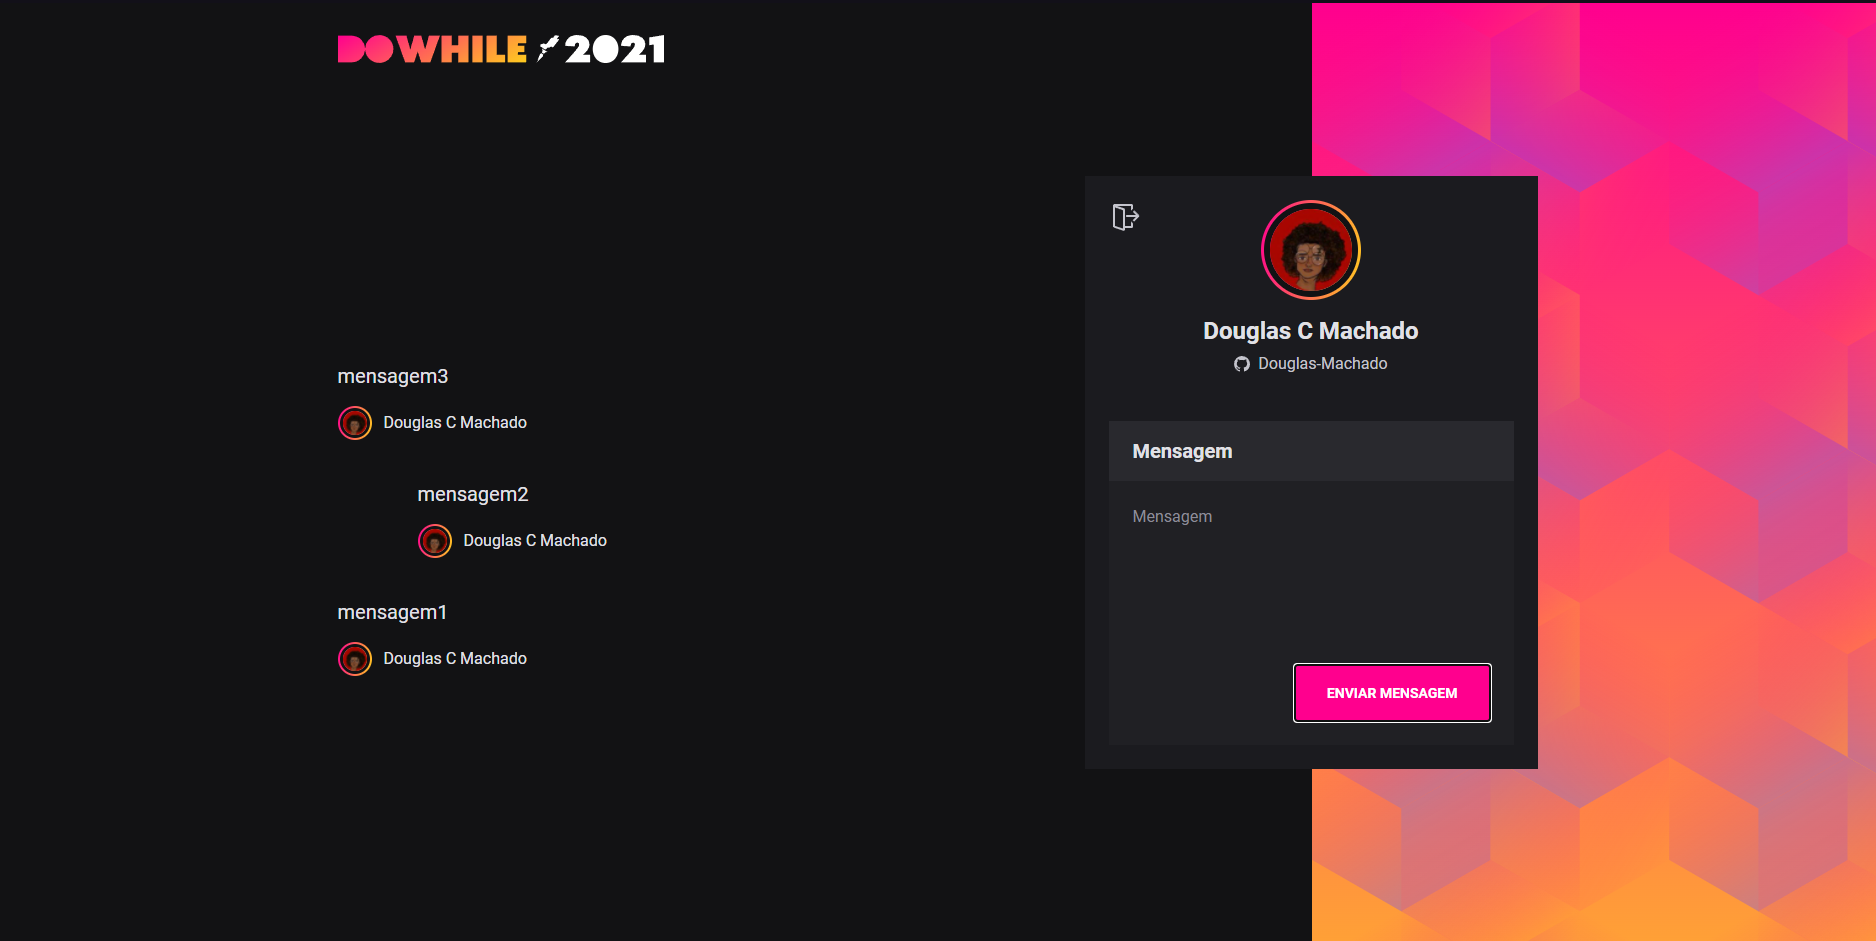 DOWHILE 2021
mensagem3
Douglas C Machado
mensagem2
Douglas C Machado
mensagem1
Douglas C Machado
Douglas C Machado
Douglas-Machado
Mensagem
Mensagem
ENVIAR MENSAGEM